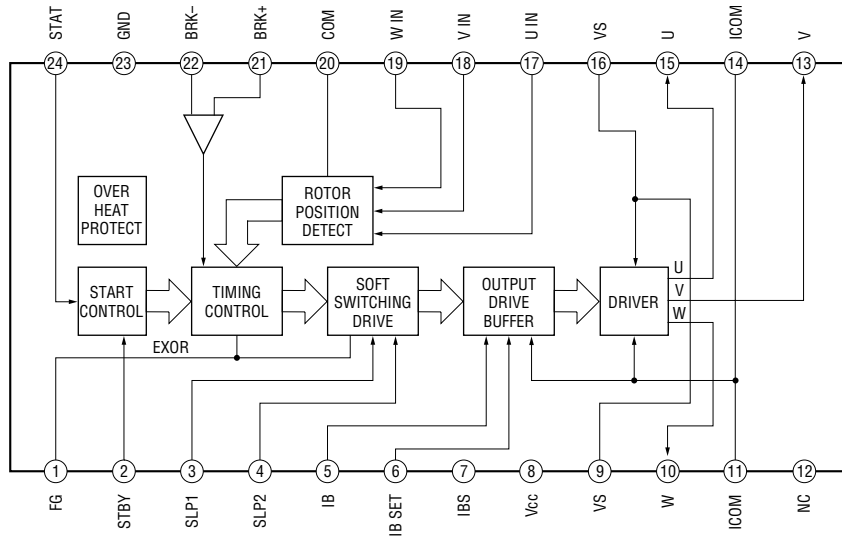 STAT
GND
BRK–
BRK+
COM
W IN
V IN
U IN
VS
U
ICOM
V
24
23
22
21
20
19
18
17
16
15
14
13
OVER
HEAT
PROTECT
ROTOR
POSITION
DETECT
START
CONTROL
TIMING
CONTROL
SOFT
SWITCHING
DRIVE
OUTPUT
DRIVE
BUFFER
DRIVER
U
V
W
EXOR
1
2
3
4
5
6
7
8
9
10
11
12
FG
STBY
SLP1
SLP2
IB
IB SET
IBS
Vcc
VS
W
ICOM
NC